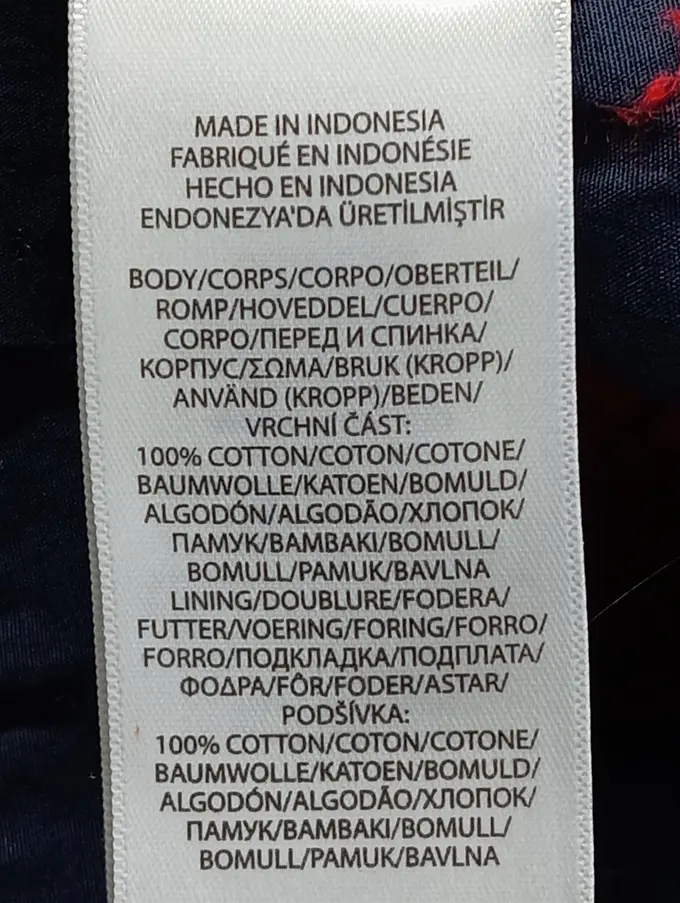 MADE IN INDONESIA
FABRIQUÉ EN INDONÉSIE
HECHO EN INDONESIA
ENDONEZYA'DA ÜRETİLMİŞTİR
BODY/CORPS/CORPO/OBERTEIL/
ROMP/HOVEDDEL/CUERPO/
CORPO/ПЕРЕД И СПИНКА/
КОРПУС/ΣΩΜΑ/BRUK (KROPP)/
ANVÄND (KROPP)/BEDEN/
VRCHNÍ ČÁST:
100% COTTON/COTON/COTONE/
BAUMWOLLE/KATOEN/BOMULD/
ALGODÓN/ALGODÃO/ХЛОПОК/
ПАМУК/BAMBAKI/BOMULL/
BOMULL/PAMUK/BAVLNA
LINING/DOUBLURE/FODERA/
FUTTER/VOERING/FORING/FORRO/
FORRO/ПОДКЛАДКА/ПОДПЛАТА/
ΦΟΔΡΑ/FÔR/FODER/ASTAR/
PODŠÍVKA:
100% COTTON/COTON/COTONE/
BAUMWOLLE/KATOEN/BOMULD/
ALGODÓN/ALGODÃO/ХЛОПОК/
ПАМУК/BAMBAKI/BOMULL/
BOMULL/PAMUK/BAVLNA